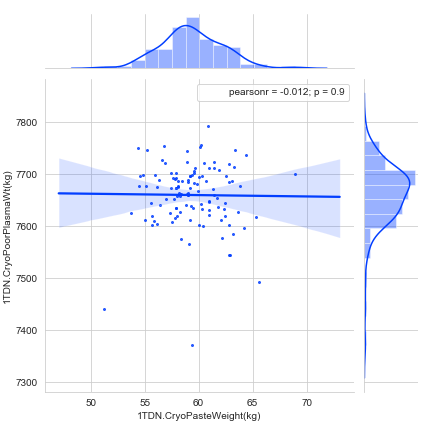 pearsonr = -0.012; p = 0.9
7800
7700
7600
7500
7400
7300
1TDN.CryoPoorPlasmaWt(kg)
50 55 60 65 70
1TDN.CryoPasteWeight(kg)